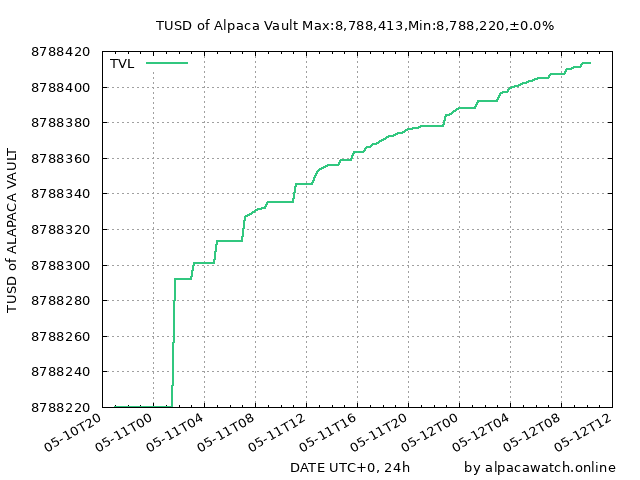 TUSD of Alpaca Vault Max:8,788,413,Min:8,788,220,±0.0%
TVL
8788420
8788400
8788380
8788360
8788340
8788320
8788300
8788280
8788260
8788240
8788220
TUSD of ALAPACA VAULT
05-10T20
05-11T00
05-11T04
05-11T08
05-11T12
05-11T16
05-11T20
05-12T00
05-12T04
05-12T08
05-12T12
DATE UTC+0, 24h
by alpacawatch.online